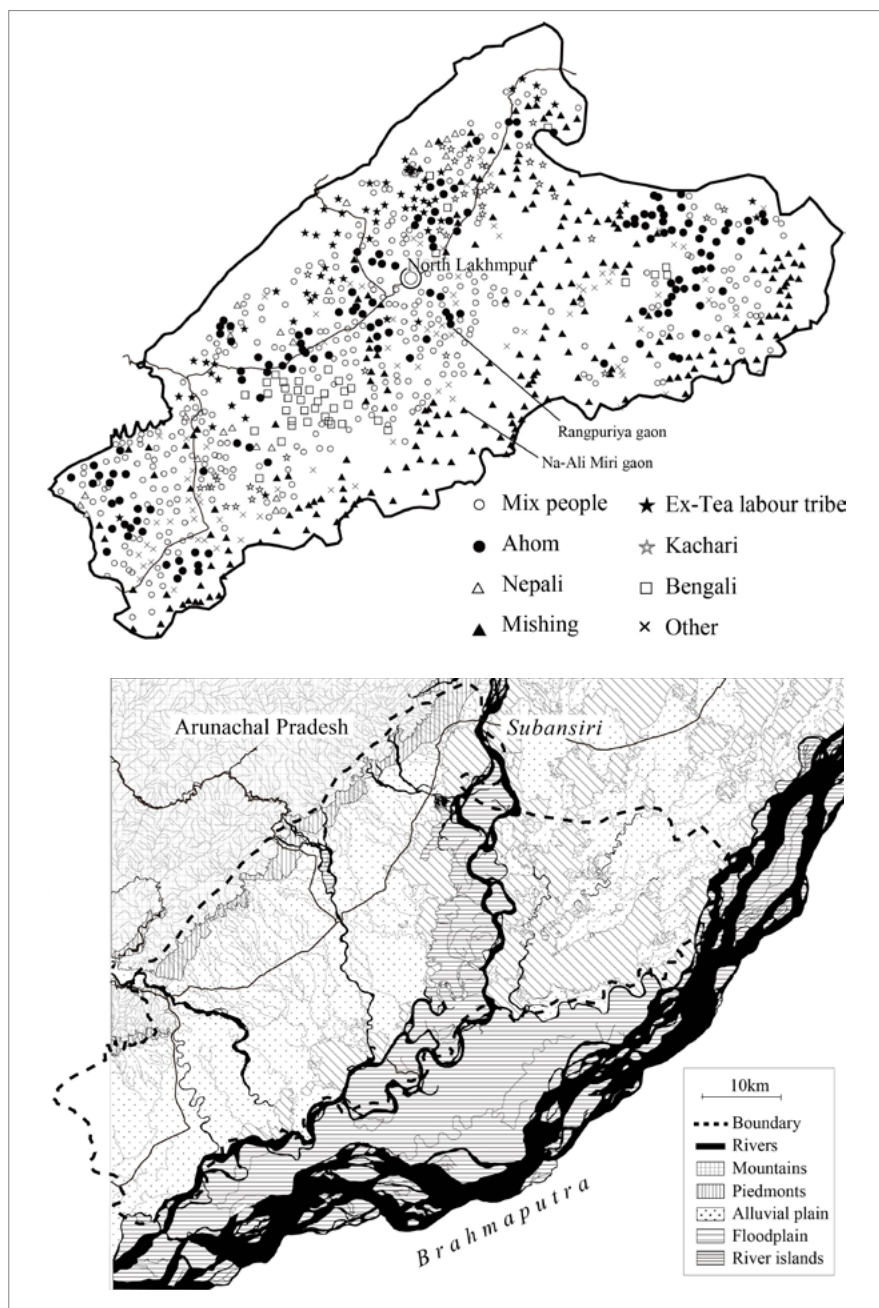 North Lakhmpur
Rangpuriya gaon
Na-Ali Miri gaon
Mix people
Ahom
Nepali
Mishing
Ex-Tea labour tribe
Kachari
Bengali
Other
Arunachal Pradesh
Subansiri
Brahmaputra
10km
Boundary
Rivers
Mountains
Piedmonts
Alluvial plain
Floodplain
River islands